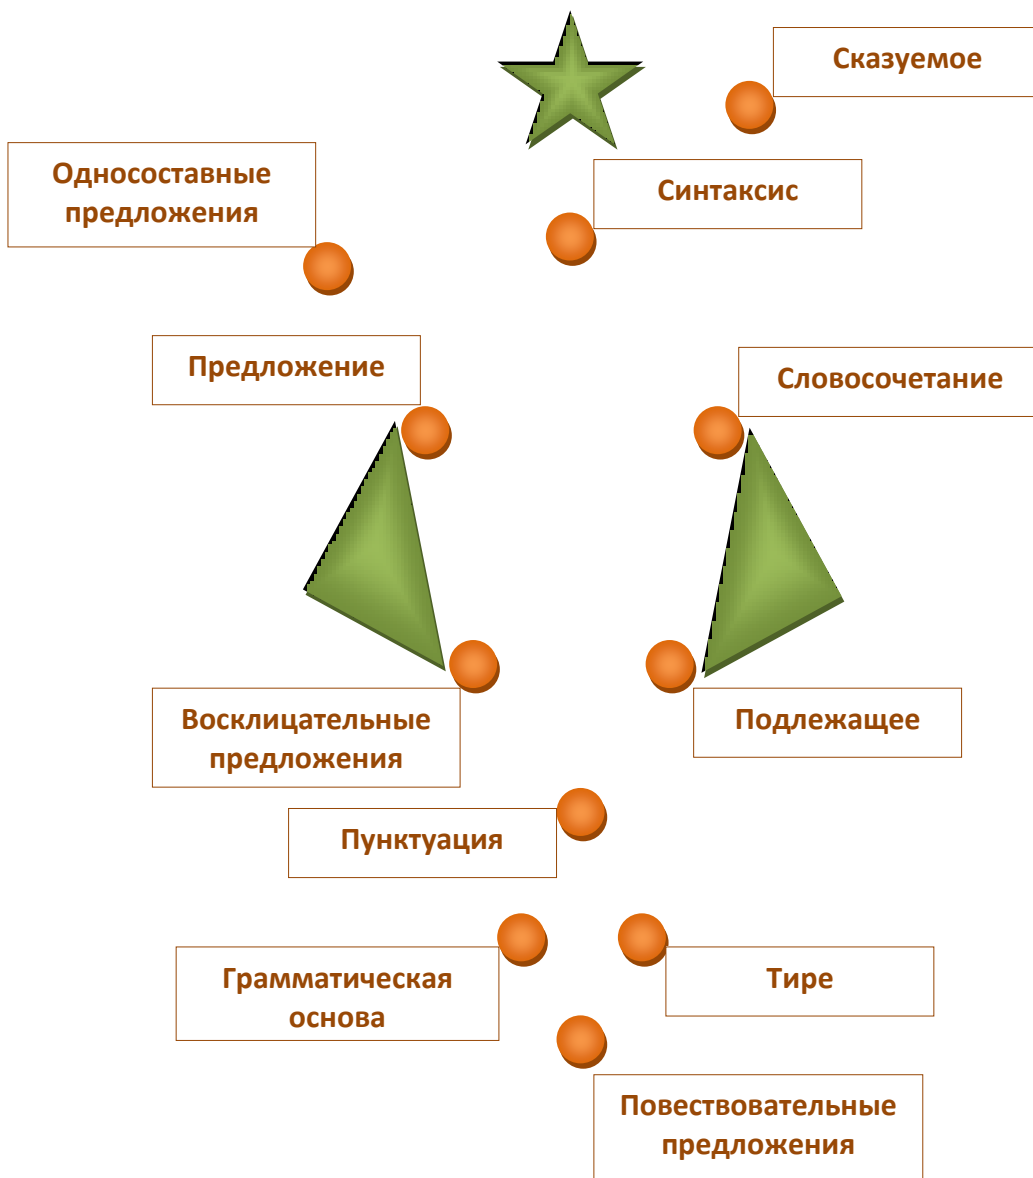 Сказуемое
Односоставные
предложения
Синтаксис
Предложение
Словосочетание
Восклицательные
предложения
Подлежащее
Пунктуация
Грамматическая
основа
Тире
Повествовательные
предложения